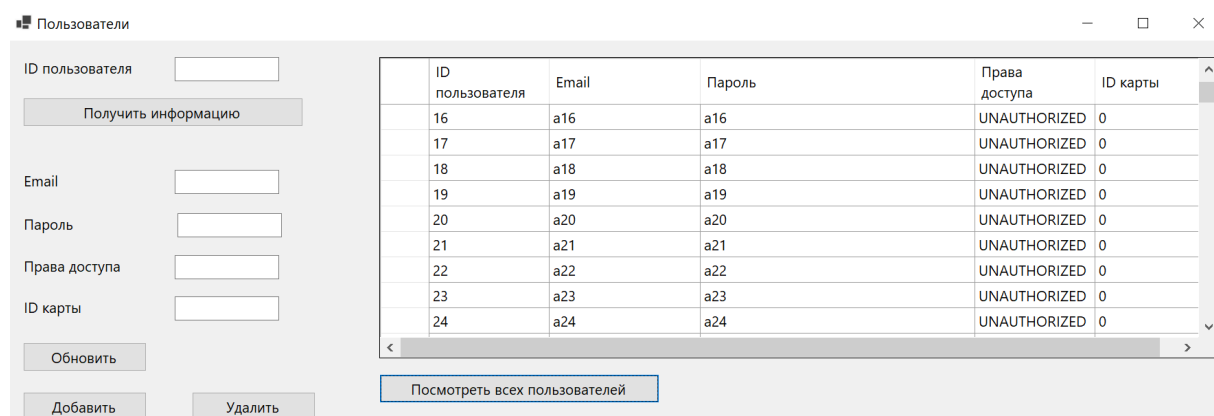 Пользователи
ID пользователя
Получить информацию
Email
Пароль
Права доступа
ID карты
Обновить
Добавить Удалить
ID пользователя Email Пароль Права доступа ID карты
16 a16 a16 UNAUTHORIZED 0
17 a17 a17 UNAUTHORIZED 0
18 a18 a18 UNAUTHORIZED 0
19 a19 a19 UNAUTHORIZED 0
20 a20 a20 UNAUTHORIZED 0
21 a21 a21 UNAUTHORIZED 0
22 a22 a22 UNAUTHORIZED 0
23 a23 a23 UNAUTHORIZED 0
24 a24 a24 UNAUTHORIZED 0
Посмотреть всех пользователей